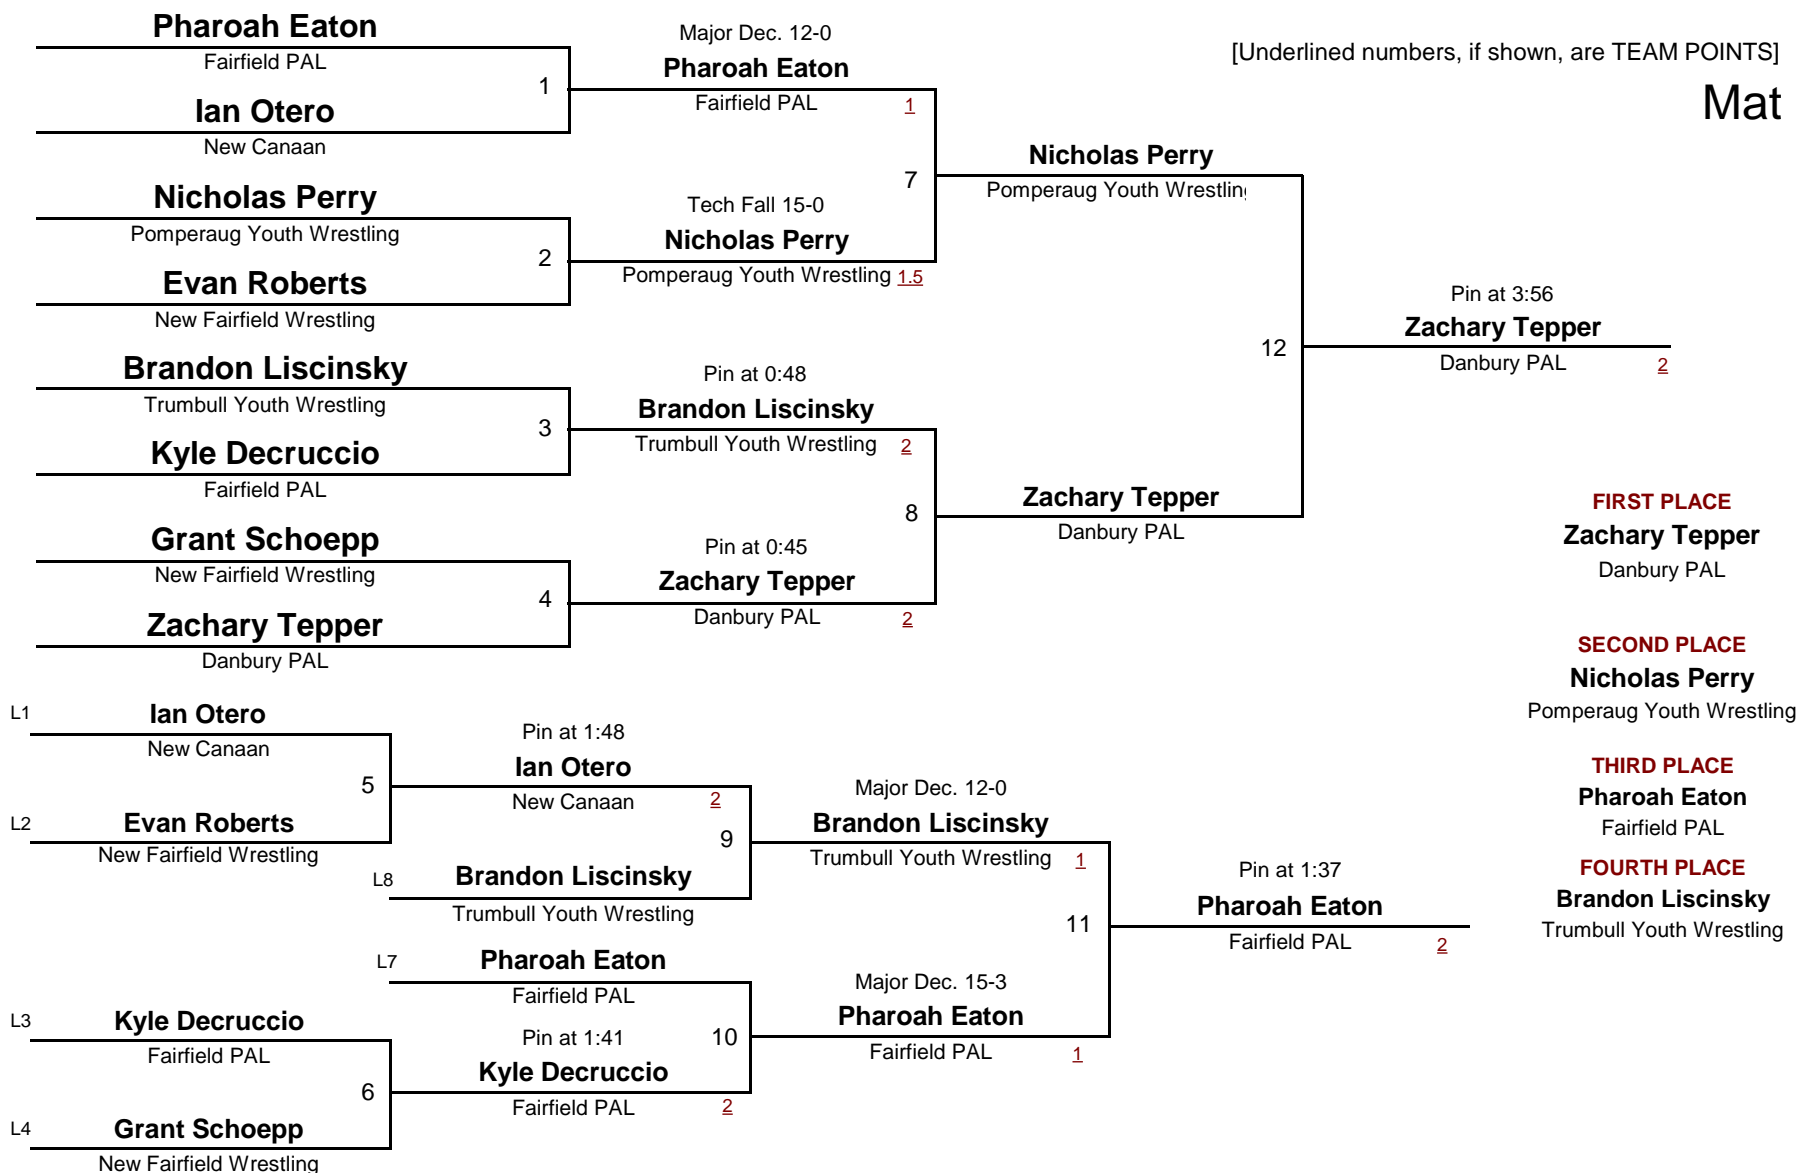 Pharoah Eaton
Fairfield PAL
1
Ian Otero
New Canaan
Nicholas Perry
Pomperaug Youth Wrestling
2
Evan Roberts
New Fairfield Wrestling
Brandon Liscinsky
Trumbull Youth Wrestling
3
Kyle Decruccio
Fairfield PAL
Grant Schoepp
New Fairfield Wrestling
4
Zachary Tepper
Danbury PAL
Major Dec. 12-0
Pharoah Eaton
Fairfield PAL 1
7
Tech Fall 15-0
Nicholas Perry
Pomperaug Youth Wrestling 1.5
Pin at 0:48
Brandon Liscinsky
Trumbull Youth Wrestling 2
8
Pin at 0:45
Zachary Tepper
Danbury PAL 2
Nicholas Perry
Pomperaug Youth Wrestlin
12
Zachary Tepper
Danbury PAL
Pin at 3:56
Zachary Tepper
Danbury PAL 2
[Underlined numbers, if shown, are TEAM POINTS]
Mat
L1 Ian Otero
New Canaan
5
L2 Evan Roberts
New Fairfield Wrestling
L3 Kyle Decruccio
Fairfield PAL
6
L4 Grant Schoepp
New Fairfield Wrestling
Pin at 1:48
Ian Otero
New Canaan 2
9
L8 Brandon Liscinsky
Trumbull Youth Wrestling
L7 Pharoah Eaton
Fairfield PAL
10
Pin at 1:41
Kyle Decruccio
Fairfield PAL 2
Major Dec. 12-0
Brandon Liscinsky
Trumbull Youth Wrestling 1
11
Major Dec. 15-3
Pharoah Eaton
Fairfield PAL 1
Pin at 1:37
Pharoah Eaton
Fairfield PAL 2
FIRST PLACE
Zachary Tepper
Danbury PAL
SECOND PLACE
Nicholas Perry
Pomperaug Youth Wrestling
THIRD PLACE
Pharoah Eaton
Fairfield PAL
FOURTH PLACE
Brandon Liscinsky
Trumbull Youth Wrestling